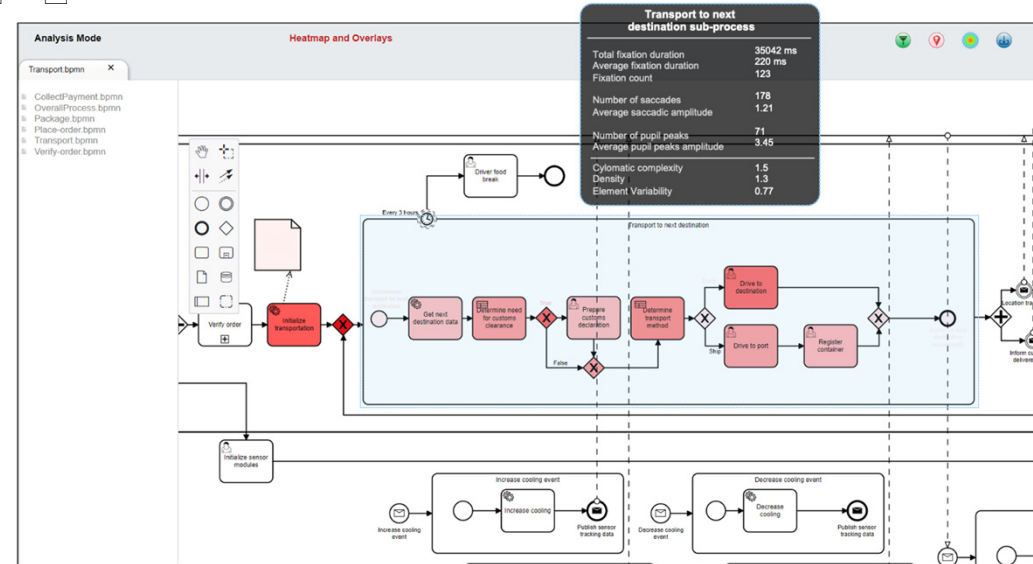 Analysis Mode
Heatmap and Overlays
Transport.bpmn
CollectPayment.bpmn
OverallProcess.bpmn
Package.bpmn
Place-order.bpmn
Transport.bpmn
Verify-order.bpmn
Transport to next
destination sub-process
Total fixation duration 35042 ms
Average fixation duration 220 ms
Fixation count 123
Number of saccades 178
Average saccadic amplitude 1.21
Number of pupil peaks 71
Average pupil peaks amplitude 3.45
Cylomatic complexity 1.5
Density 1.3
Element Variability 0.77
Driver food
break
Every 3 hours
Transport to next destination
Verify order
Initialize
transportation
Get next
destination data
Determine need
for customs
clearance
True
Prepare
customs
declaration
False
Determine
transport
method
Drive to
destination
Ship
Drive to port
Register
container
Location tra
Inform cu
delivere
Initialize sensor
modules
Increase cooling event
Increase cooling
event
Increase cooling
Publish sensor
tracking data
Decrease cooling event
Decrease cooling
event
Decrease
cooling
Publish sensor
tracking data